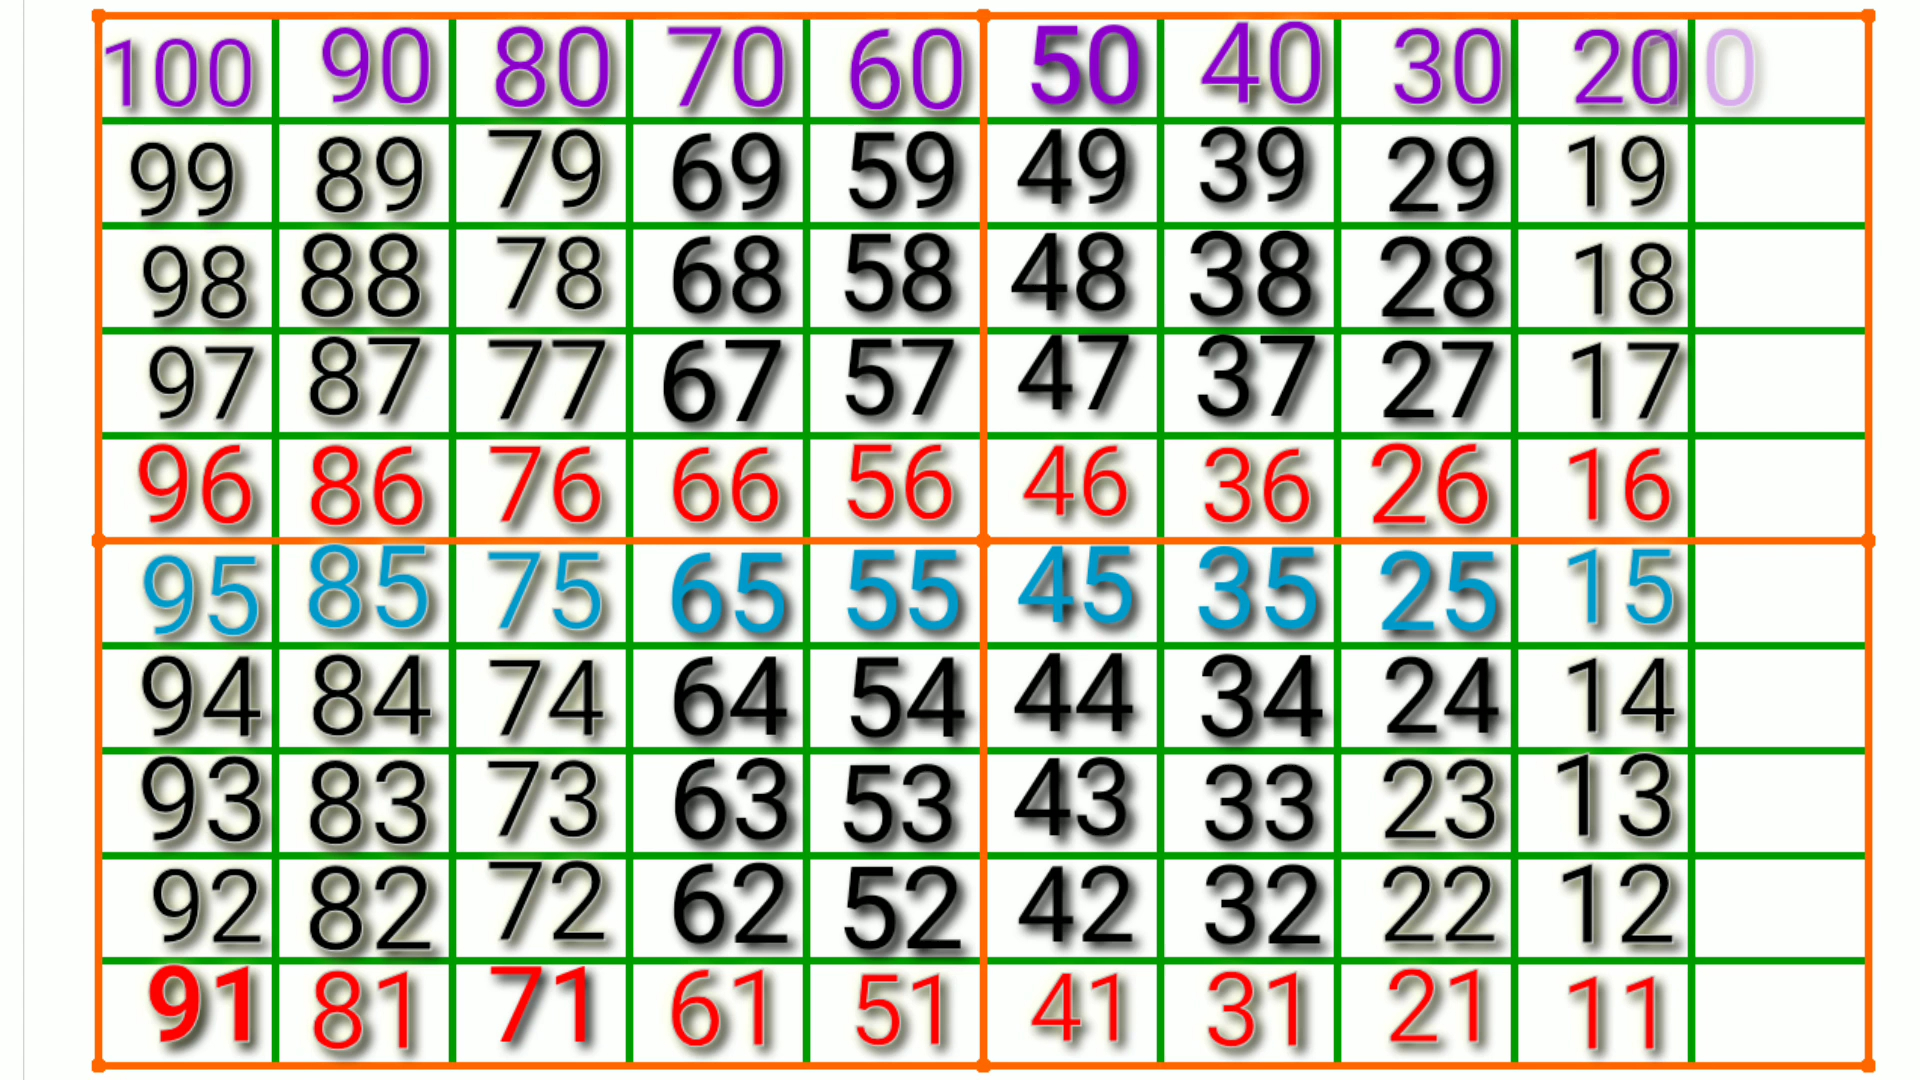 100 90 80 70 60 50 40 30 20 10
99 89 79 69 59 49 39 29 19
98 88 78 68 58 48 38 28 18
97 87 77 67 57 47 37 27 17
96 86 76 66 56 46 36 26 16
95 85 75 65 55 45 35 25 15
94 84 74 64 54 44 34 24 14
93 83 73 63 53 43 33 23 13
92 82 72 62 52 42 32 22 12
91 81 71 61 51 41 31 21 11